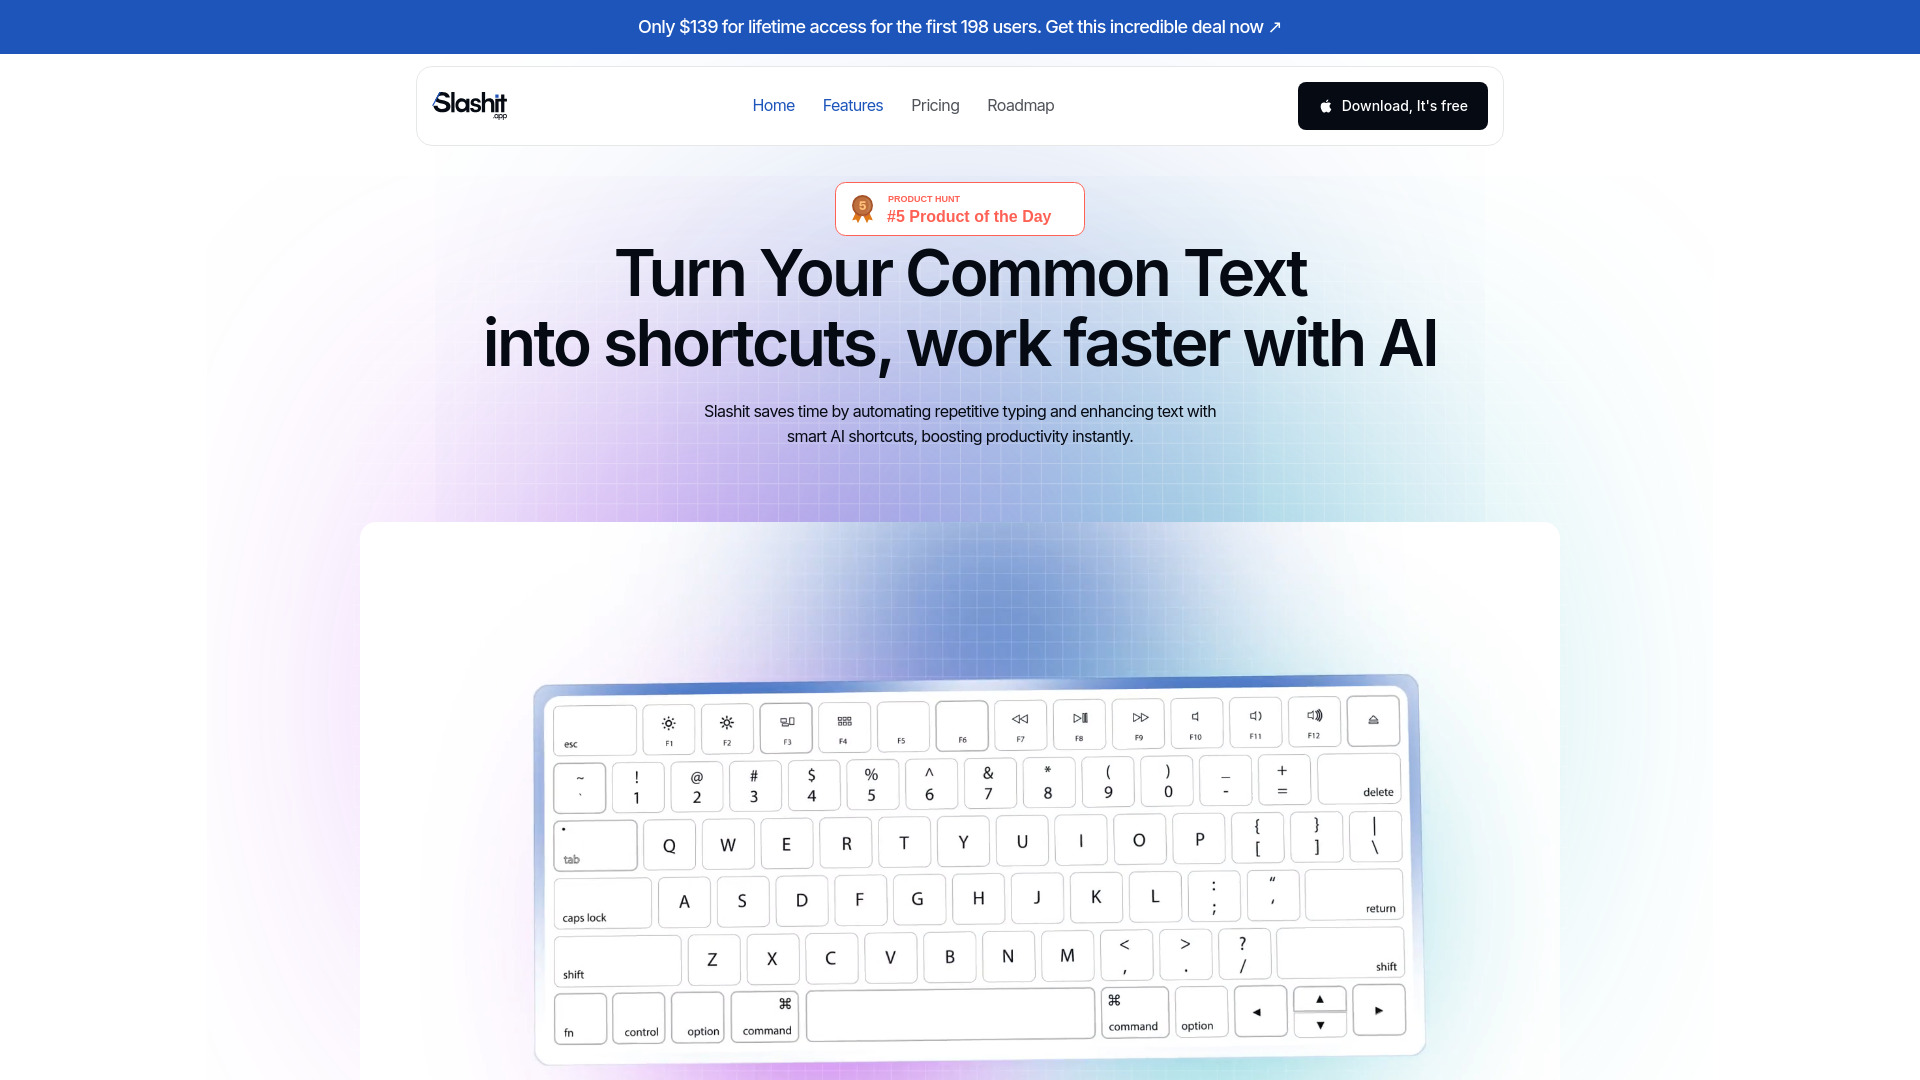 Only $139 for lifetime access for the first 198 users. Get this incredible deal now ↗
Slashit
.app
Home Features Pricing Roadmap
Download, It's free
5
PRODUCT HUNT
#5 Product of the Day
Turn Your Common Text
into shortcuts, work faster with AI
Slashit saves time by automating repetitive typing and enhancing text with
smart AI shortcuts, boosting productivity instantly.
esc F1 F2 F3 F4 F5 F6 F7 F8 F9 F10 F11 F12
~ ! @ # $ % ^ & * ( ) _ +
` 1 2 3 4 5 6 7 8 9 0 - = delete
tab Q W E R T Y U I O P { [ } ] | \
caps lock A S D F G H J K L : ; “ ‘ return
shift Z X C V B N M < , > . ? / shift
fn control option ⌘ command ⌘ command option ◀ ▲ ▼ ▶